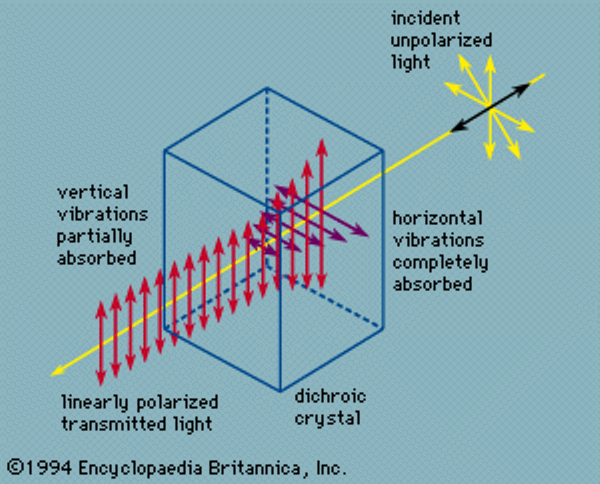 incident
unpolarized
light
vertical
vibrations
partially
absorbed
horizontal
vibrations
completely
absorbed
linearly polarized
transmitted light
dichroic
crystal
©1994 Encyclopaedia Britannica, Inc.